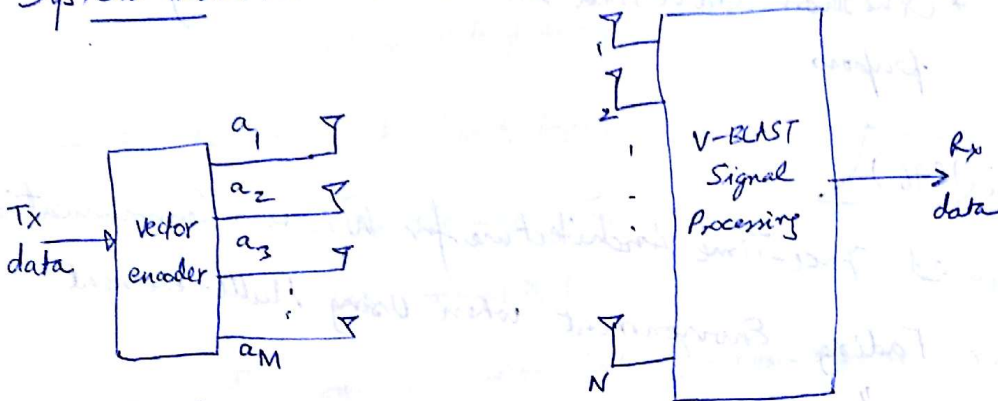 Tx
data
vector
encoder
a1
a2
a3
aM
1
2
N
V-BLAST
Signal
Processing
Rx
data